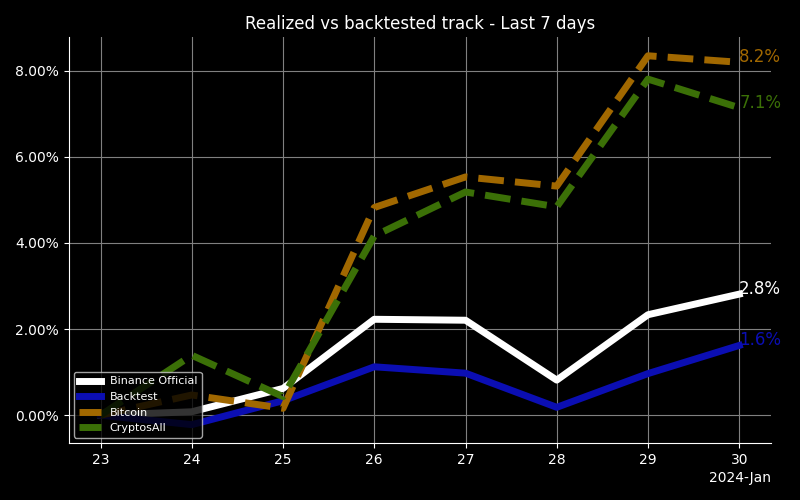 Realized vs backtested track - Last 7 days
8.00%
6.00%
4.00%
2.00%
0.00%
8.2%
7.1%
2.8%
1.6%
Binance Official
Backtest
Bitcoin
CryptosAll
23 24 25 26 27 28 29 30
2024-Jan